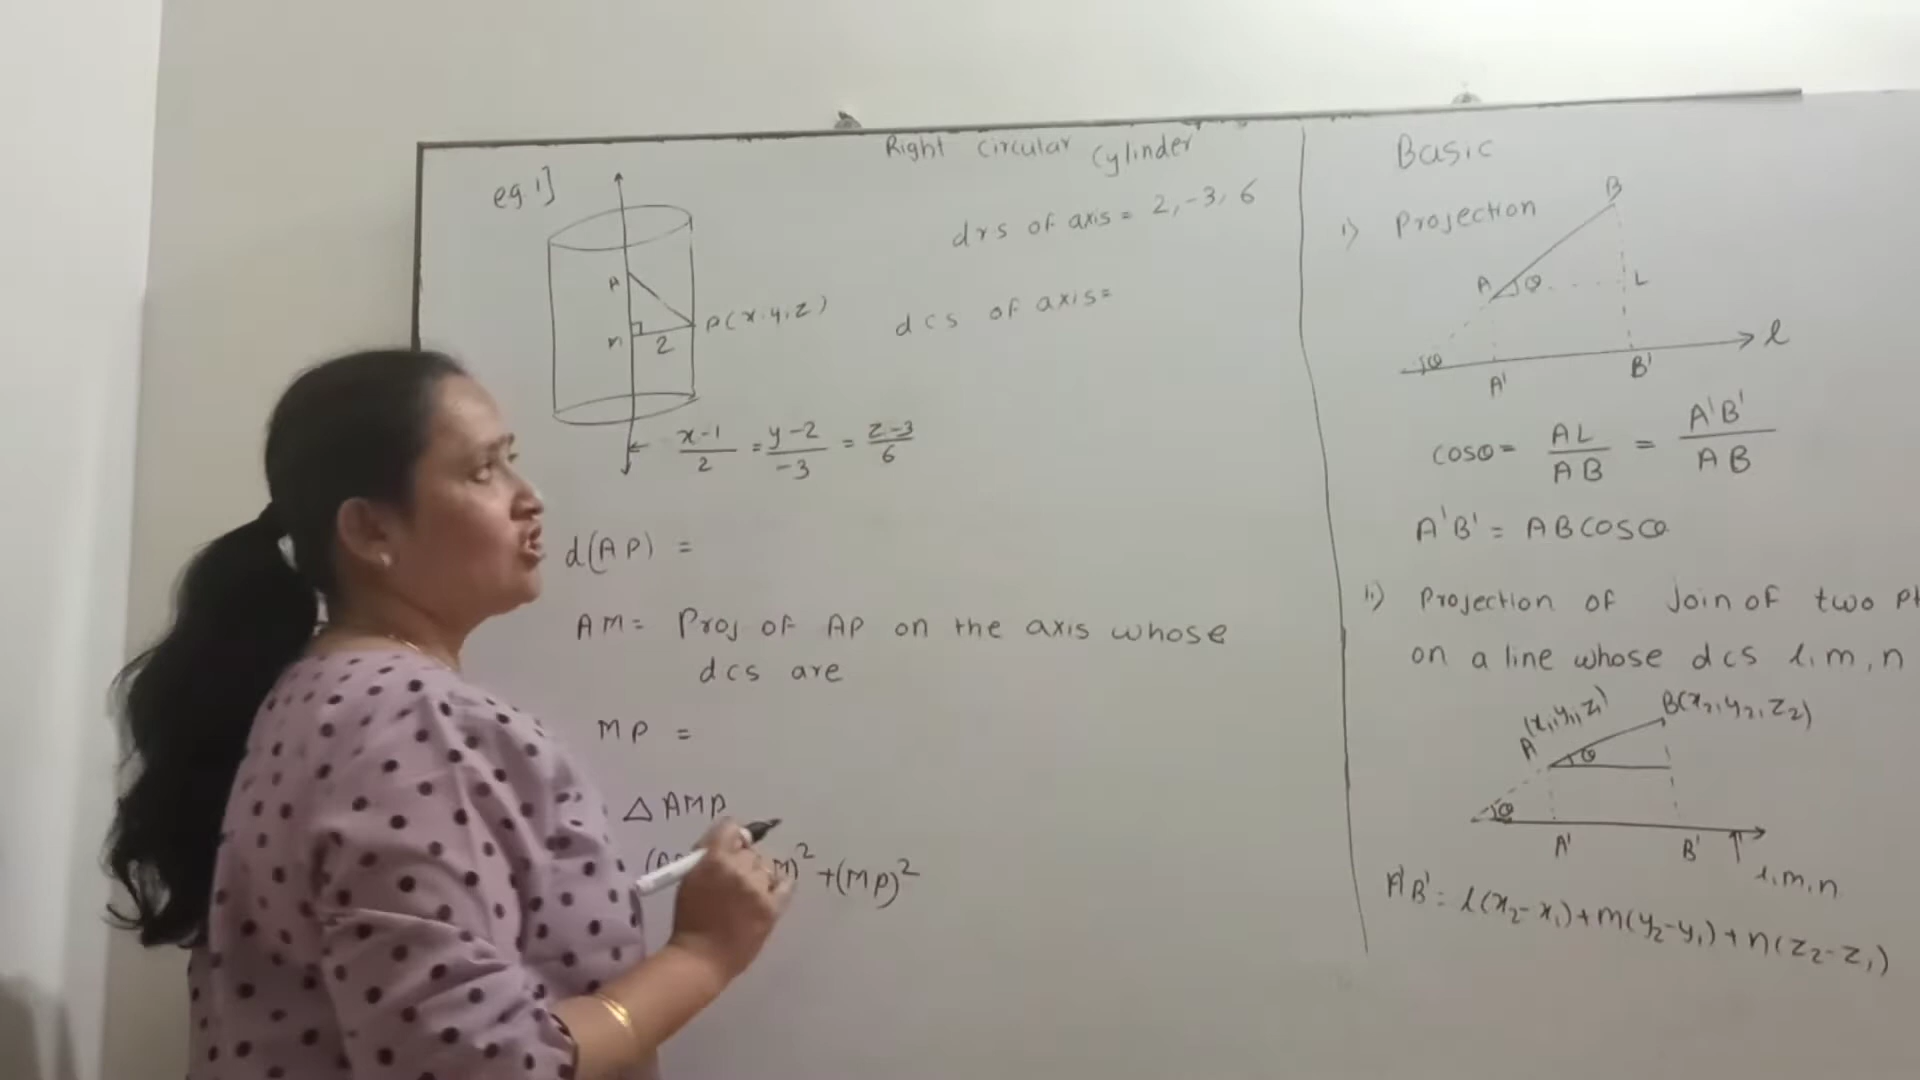 Right Circular Cylinder
eg. 1]
drs of axis = 2, -3, 6
A
P(x, y, z)
M
2
dcs of axis =
x-1/2 = y-2/-3 = z-3/6
d(AP) =
AM = Proj of AP on the axis whose
dcs are
MP =
△ AMP
M)² + (MP)²
Basic
i) Projection
B
A θ L
θ A' B' l
cosθ = AL/AB = A'B'/AB
A'B' = AB cosθ
ii) Projection of Join of two pt
on a line whose dcs l, m, n
A (x₁, y₁, z₁) B(x₂, y₂, z₂)
θ
θ
A' B' l, m, n
A'B' = l(x₂-x₁) + m(y₂-y₁) + n(z₂-z₁)